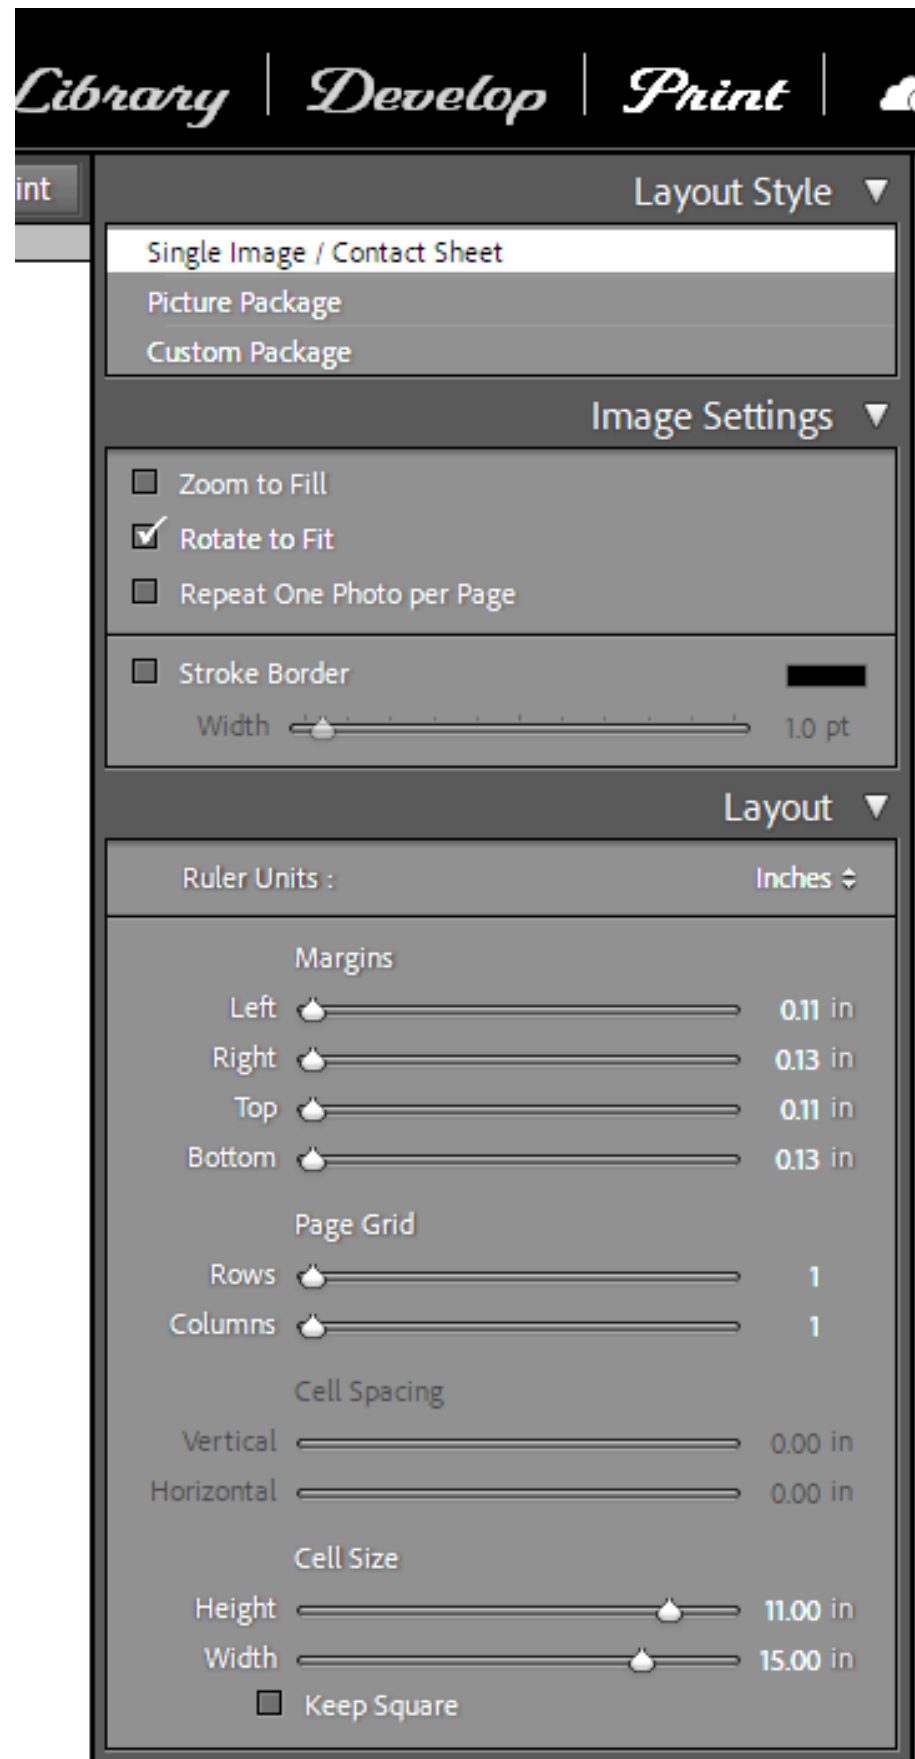 Library | Develop | Print |
int
Layout Style
Single Image / Contact Sheet
Picture Package
Custom Package
Image Settings
Zoom to Fill
Rotate to Fit
Repeat One Photo per Page
Stroke Border
Width 1.0 pt
Layout
Ruler Units : Inches
Margins
Left 0.11 in
Right 0.13 in
Top 0.11 in
Bottom 0.13 in
Page Grid
Rows 1
Columns 1
Cell Spacing
Vertical 0.00 in
Horizontal 0.00 in
Cell Size
Height 11.00 in
Width 15.00 in
Keep Square